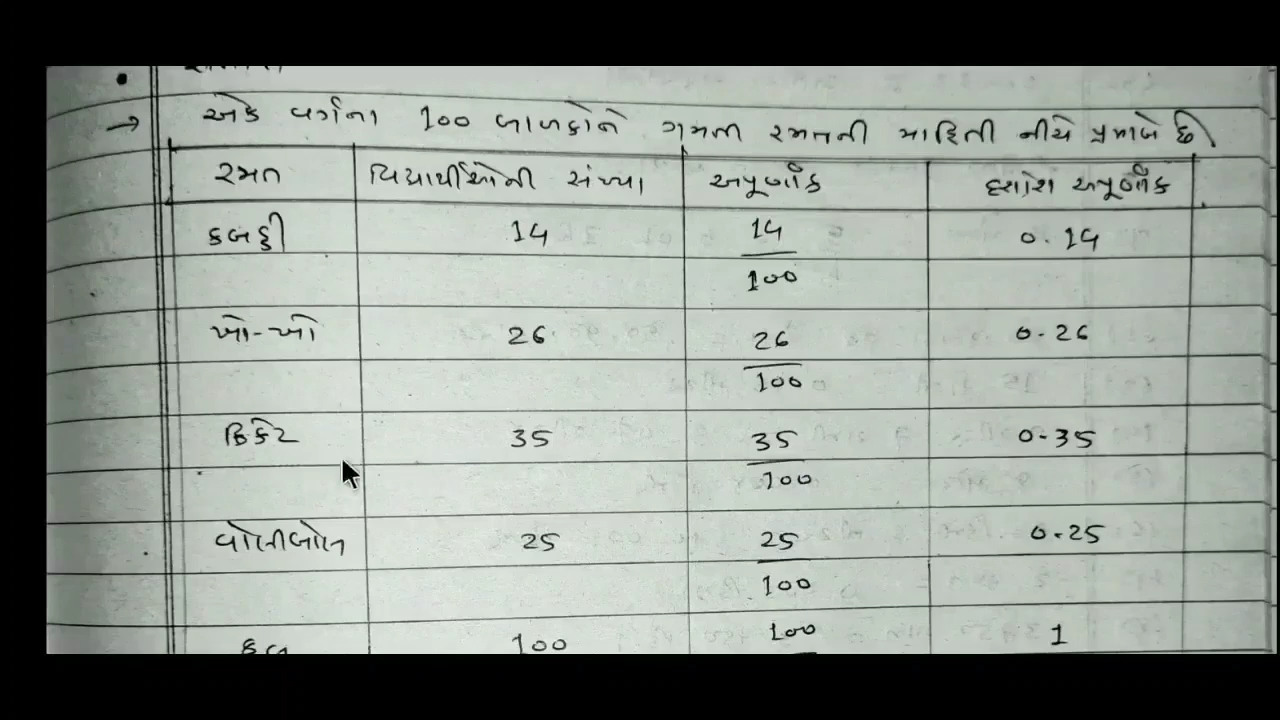 → એક વર્ગના 100 બાળકોને ગમતી રમતની માહિતી નીચે પ્રમાણે છે
રમત વિદ્યાર્થીઓની સંખ્યા અપૂર્ણાંક દશાંશ અપૂર્ણાંક
કબડ્ડી 14 14/100 0.14
ખો-ખો 26 26/100 0.26
ક્રિકેટ 35 35/100 0.35
વોલીબોલ 25 25/100 0.25
કુલ 100 100 1